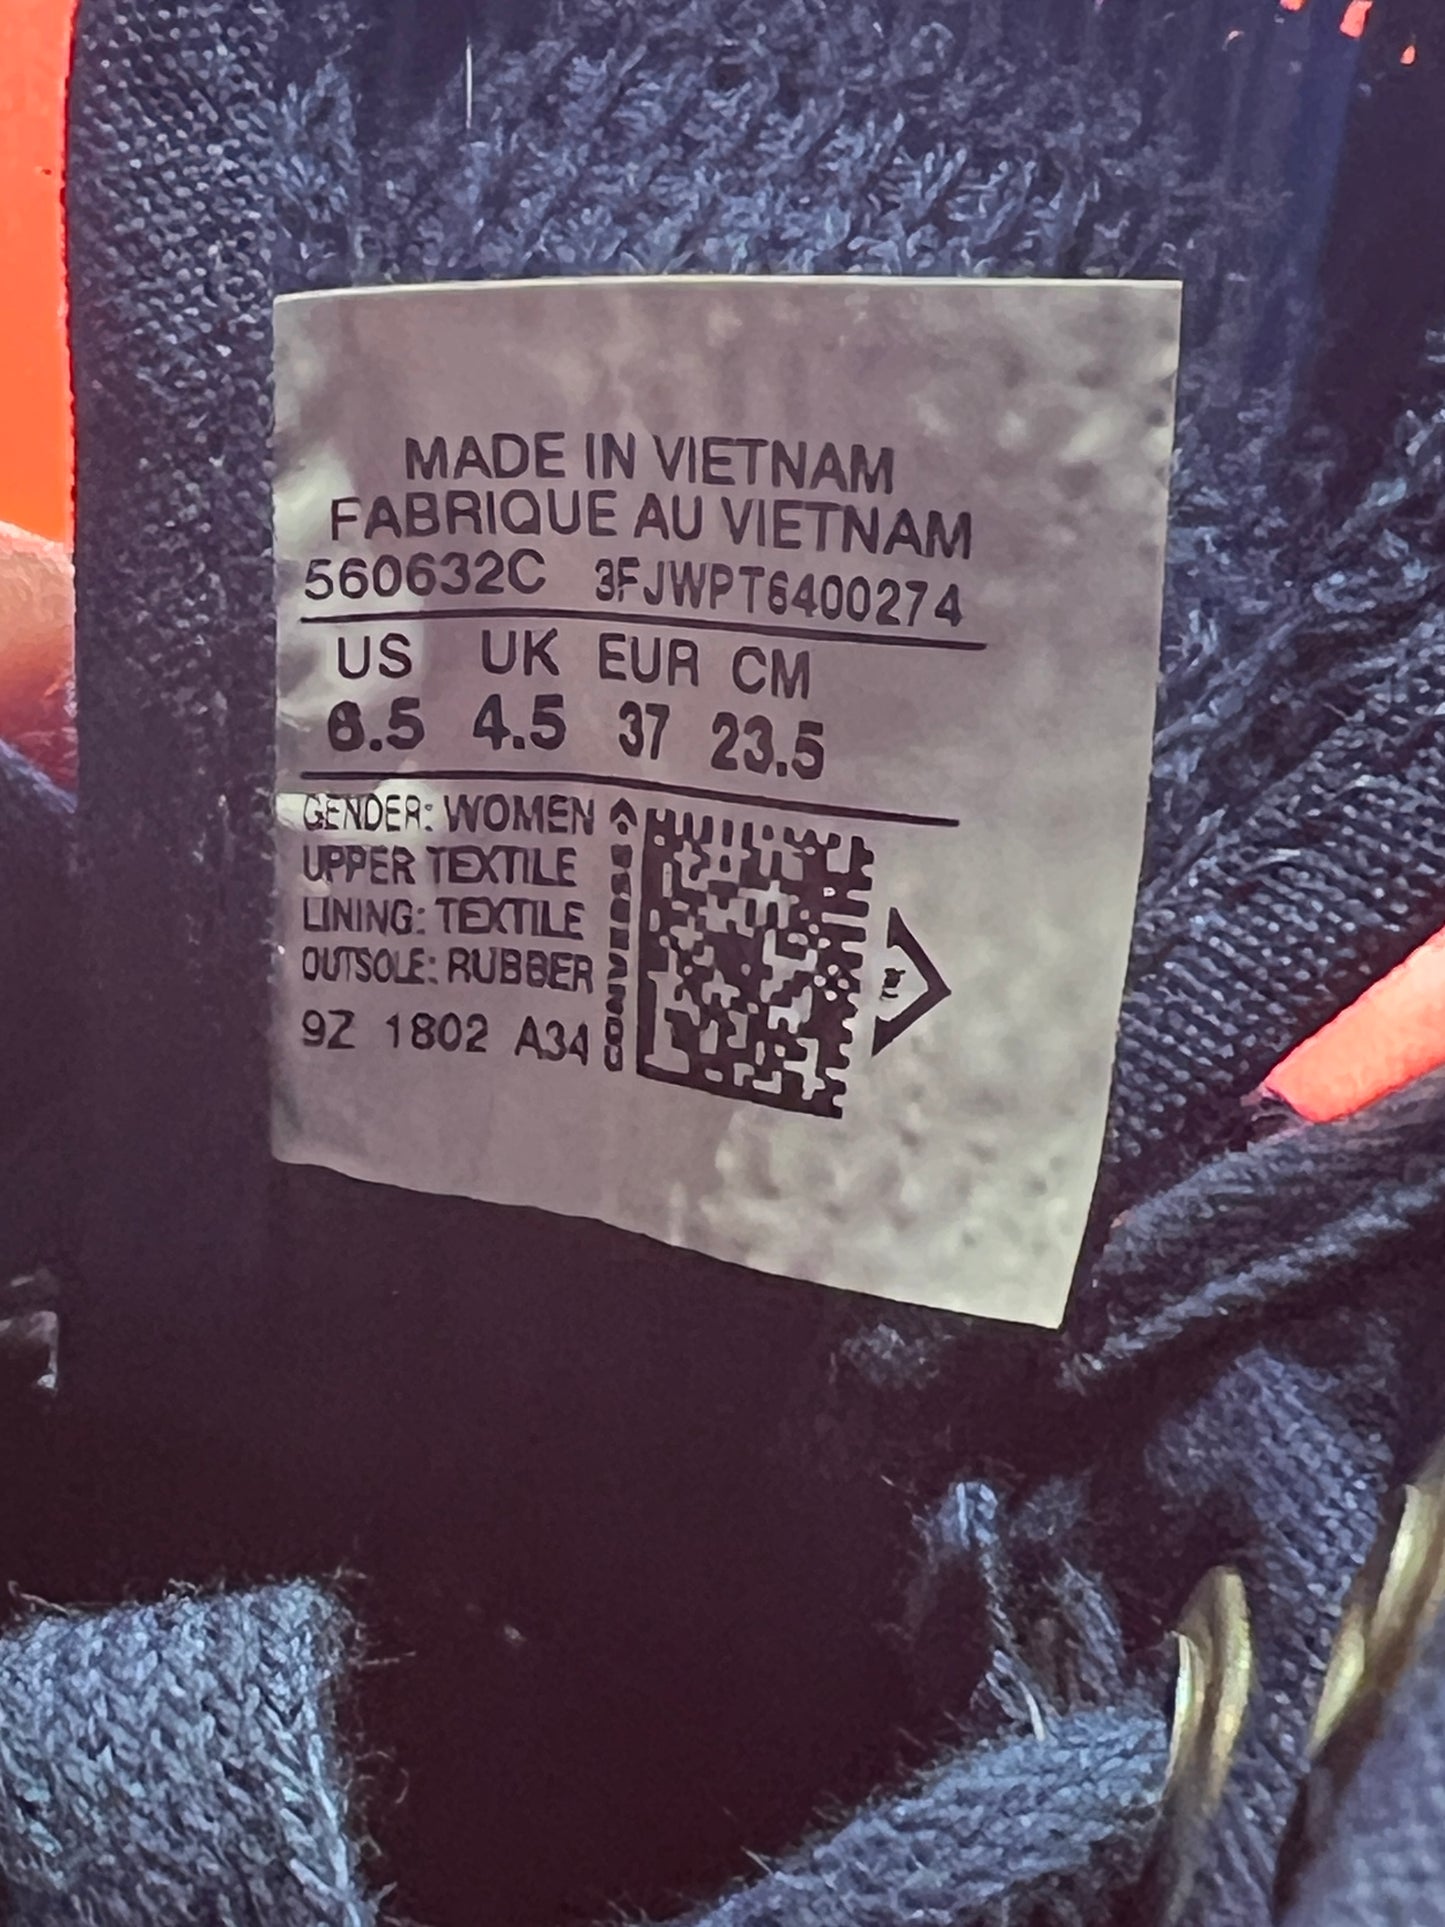 MADE IN VIETNAM
FABRIQUE AU VIETNAM
560632C 3FJWPT6400274
US UK EUR CM
6.5 4.5 37 23.5
GENDER: WOMEN
UPPER TEXTILE
LINING: TEXTILE
OUTSOLE: RUBBER
9Z 1802 A34
CONVERSE